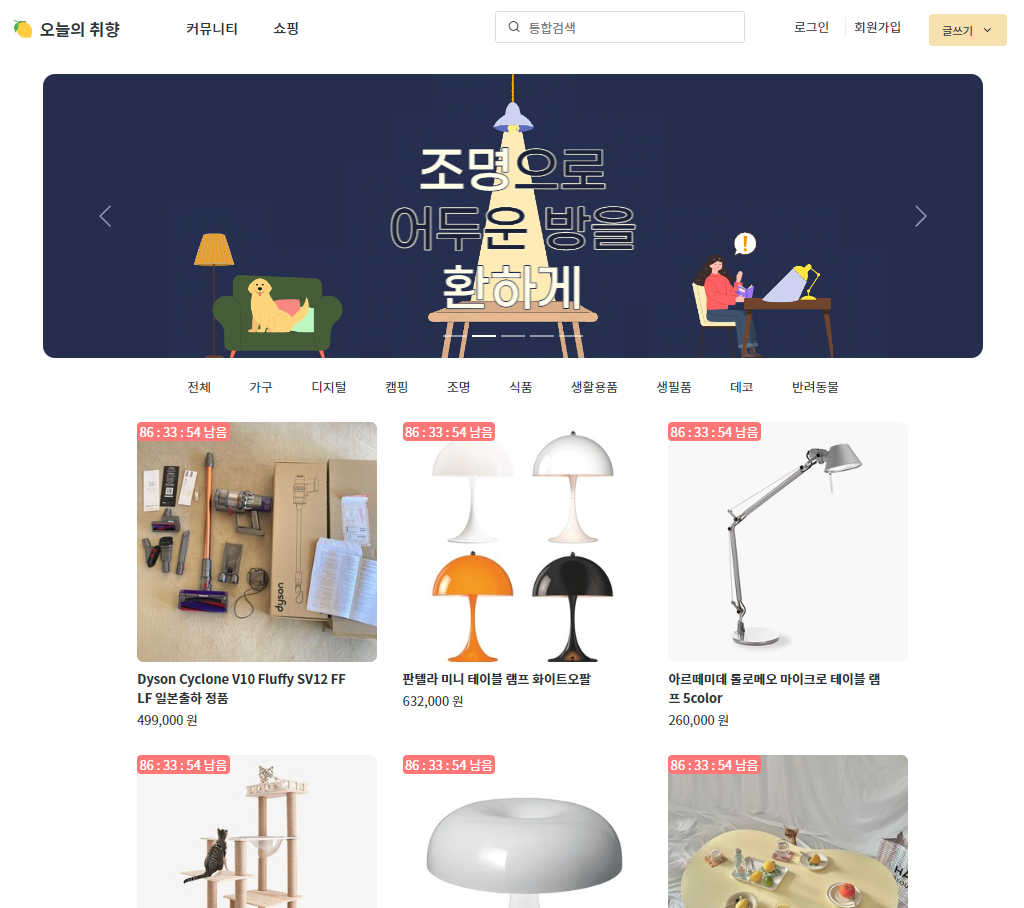 오늘의 취향
커뮤니티
쇼핑
통합검색
로그인
회원가입
글쓰기
조명으로
어두운 방을
환하게
전체
가구
디지털
캠핑
조명
식품
생활용품
생필품
데코
반려동물
86 : 33 : 54 남음
86 : 33 : 54 남음
86 : 33 : 54 남음
dyson
Dyson Cyclone V10 Fluffy SV12 FF
LF 일본출하 정품
499,000 원
판텔라 미니 테이블 램프 화이트오팔
632,000 원
아르떼미데 톨로메오 마이크로 테이블 램
프 5color
260,000 원
86 : 33 : 54 남음
86 : 33 : 54 남음
86 : 33 : 54 남음